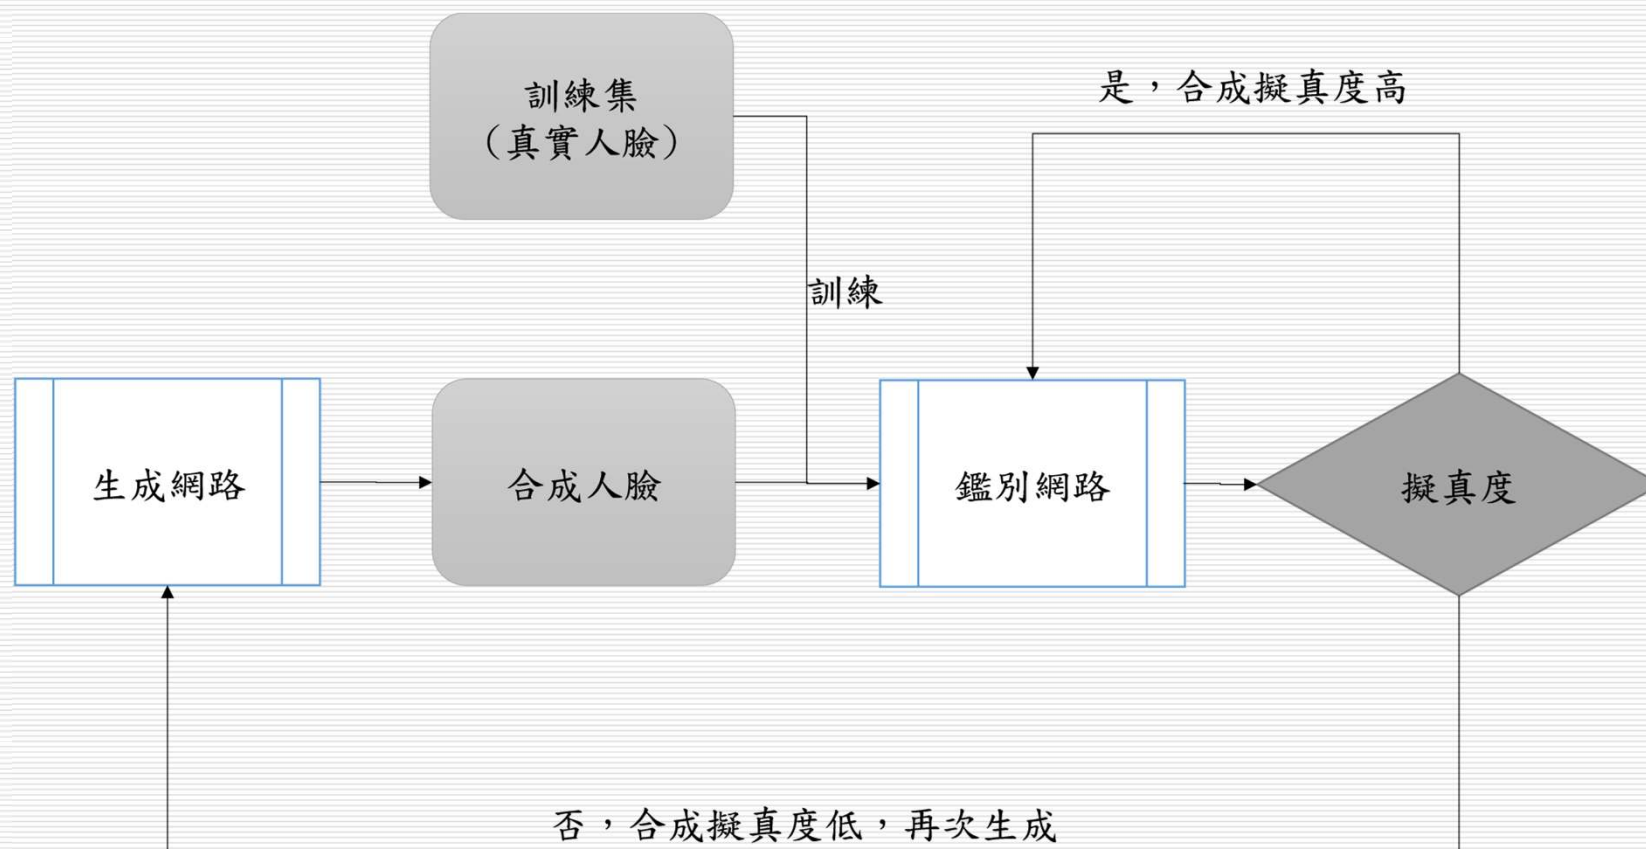 訓練集
（真實人臉）
是，合成擬真度高
訓練
生成網路
合成人臉
鑑別網路
擬真度
否，合成擬真度低，再次生成